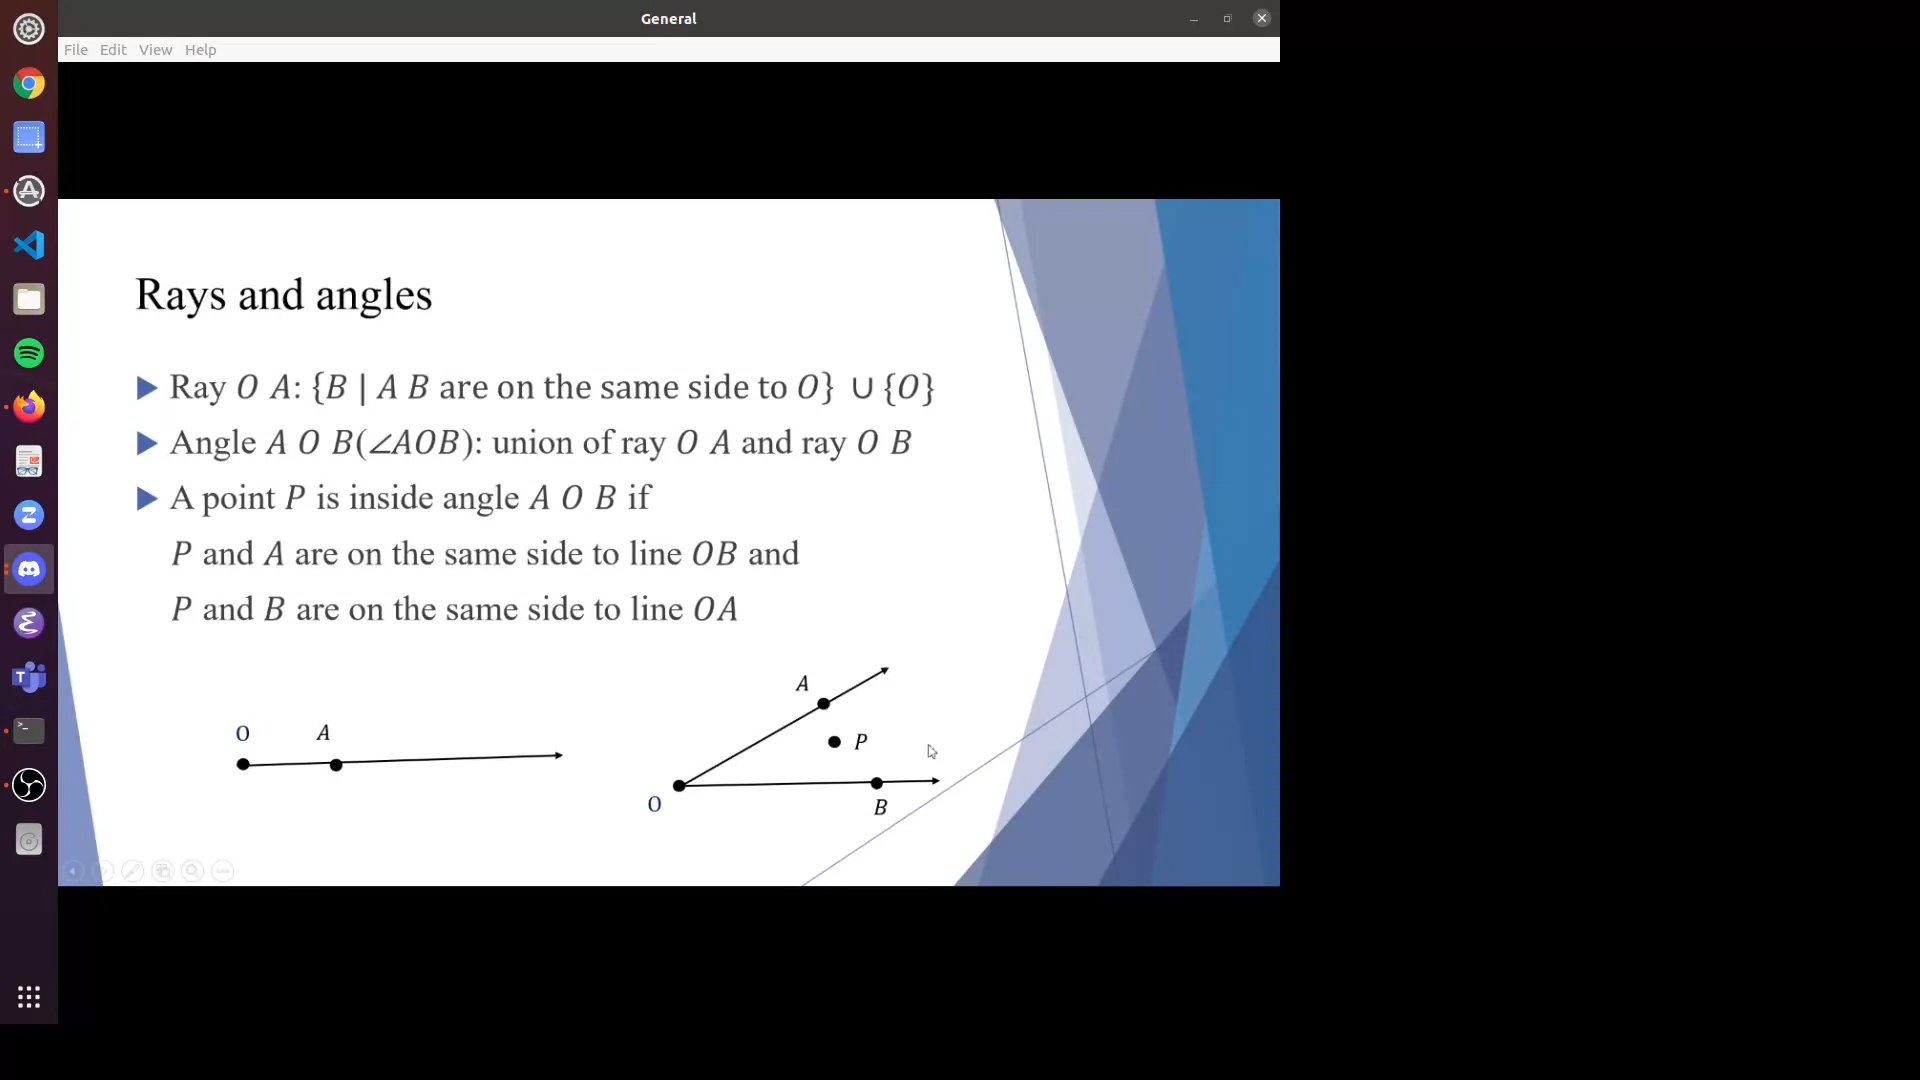 General
File Edit View Help
Rays and angles
Ray O A: {B | A B are on the same side to O} ∪ {O}
Angle A O B(∠AOB): union of ray O A and ray O B
A point P is inside angle A O B if
P and A are on the same side to line OB and
P and B are on the same side to line OA
A
O A
P
O
B